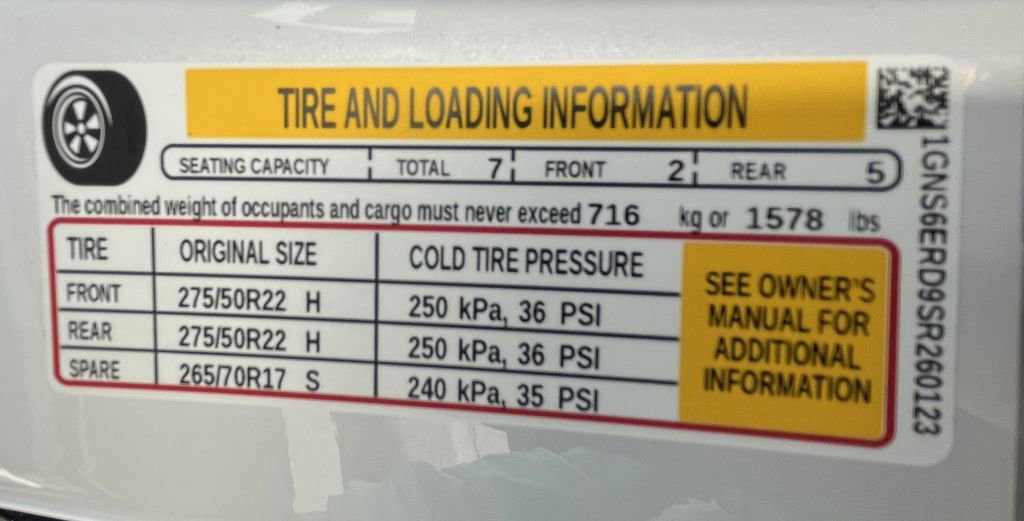 TIRE AND LOADING INFORMATION
SEATING CAPACITY TOTAL 7 FRONT 2 REAR 5
The combined weight of occupants and cargo must never exceed 716 kg or 1578 lbs
TIRE ORIGINAL SIZE COLD TIRE PRESSURE
FRONT 275/50R22 H 250 kPa, 36 PSI
REAR 275/50R22 H 250 kPa, 36 PSI
SPARE 265/70R17 S 240 kPa, 35 PSI
SEE OWNER'S
MANUAL FOR
ADDITIONAL
INFORMATION
1GNS6ERD9SR260123